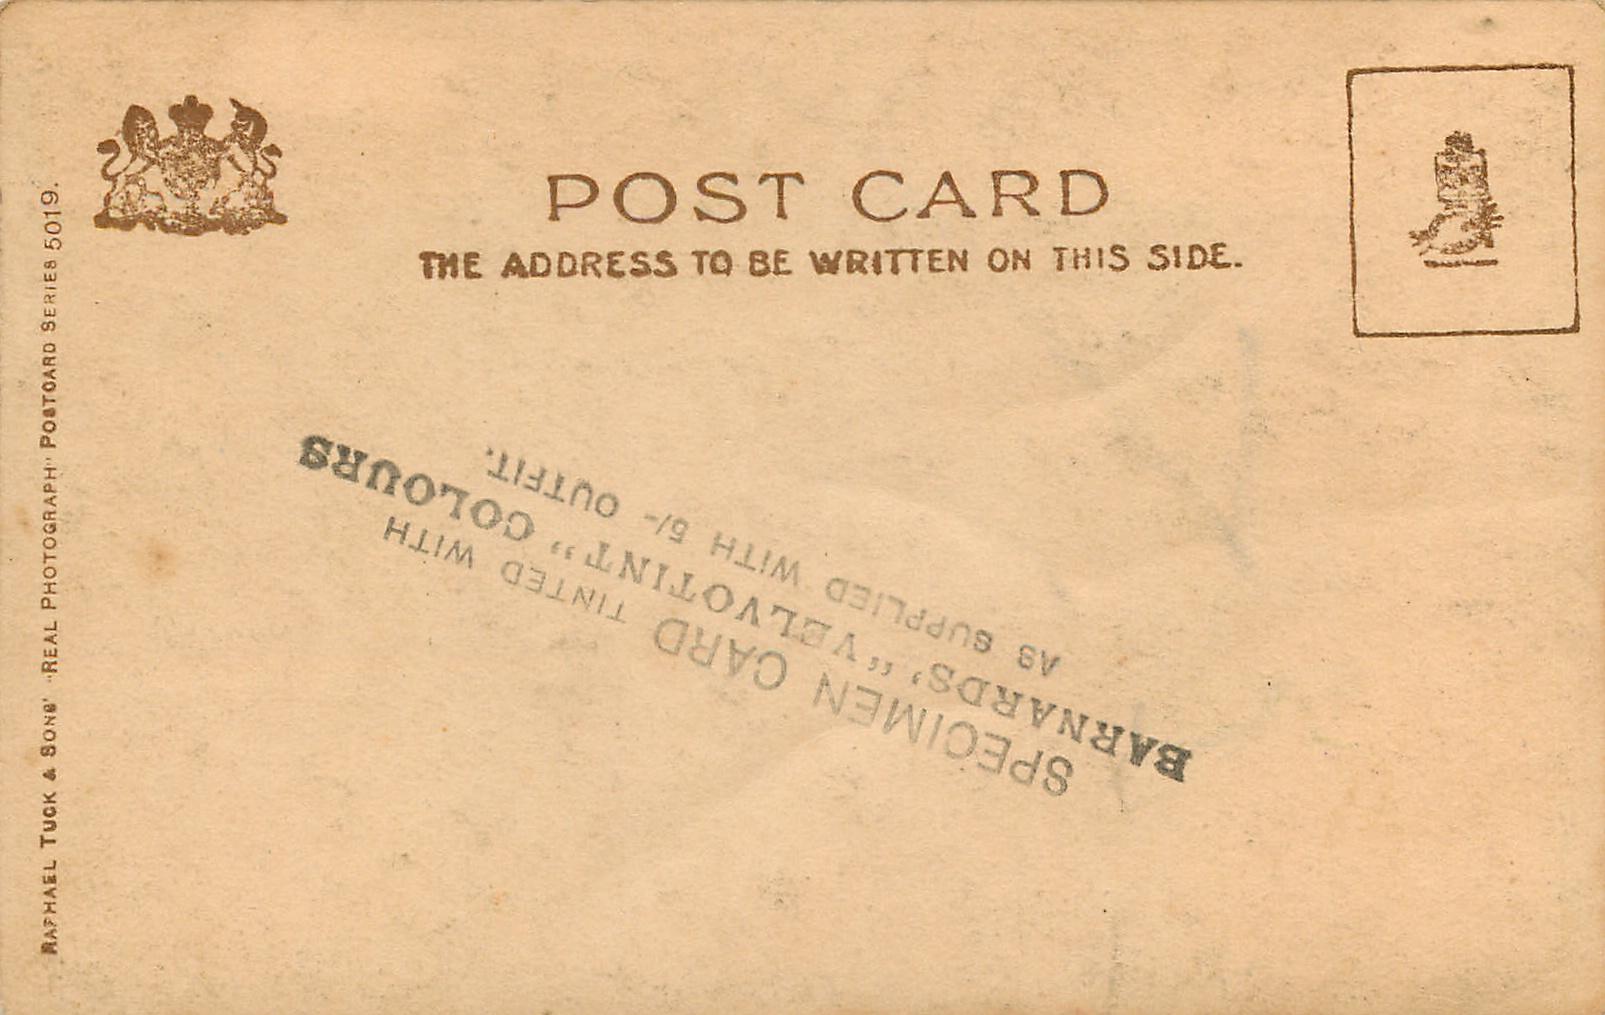 POST CARD
THE ADDRESS TO BE WRITTEN ON THIS SIDE.
RAPHAEL TUCK & SONS' "REAL PHOTOGRAPH" POSTCARD SERIES 5019.
SPECIMEN CARD TINTED WITH
BARNARDS' "VELVOTINT" COLOURS
AS SUPPLIED WITH 5/- OUTFIT.